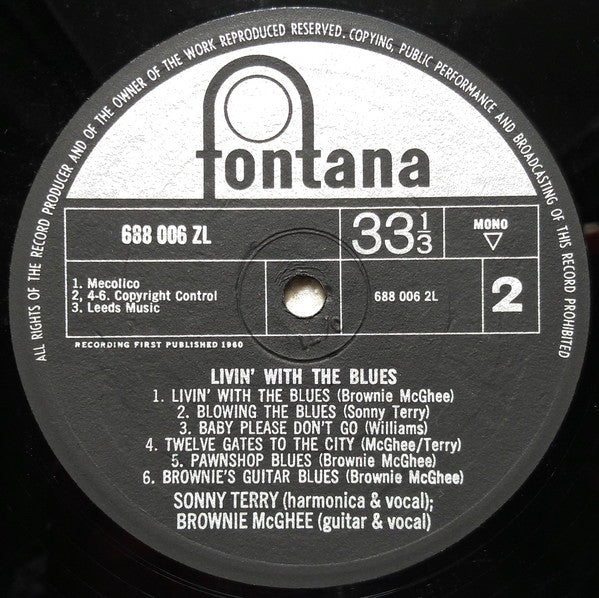 ALL RIGHTS OF THE RECORD PRODUCER AND OF THE OWNER OF THE WORK REPRODUCED RESERVED. COPYING, PUBLIC PERFORMANCE AND BROADCASTING OF THIS RECORD PROHIBITED
fontana
688 006 ZL
33 1/3
MONO
1. Mecolico
2, 4-6. Copyright Control
3. Leeds Music
688 006 2L
2
RECORDING FIRST PUBLISHED 1960
LIVIN' WITH THE BLUES
1. LIVIN' WITH THE BLUES (Brownie McGhee)
2. BLOWING THE BLUES (Sonny Terry)
3. BABY PLEASE DON'T GO (Williams)
4. TWELVE GATES TO THE CITY (McGhee/Terry)
5. PAWNSHOP BLUES (Brownie McGhee)
6. BROWNIE'S GUITAR BLUES (Brownie McGhee)
SONNY TERRY (harmonica & vocal);
BROWNIE McGHEE (guitar & vocal)